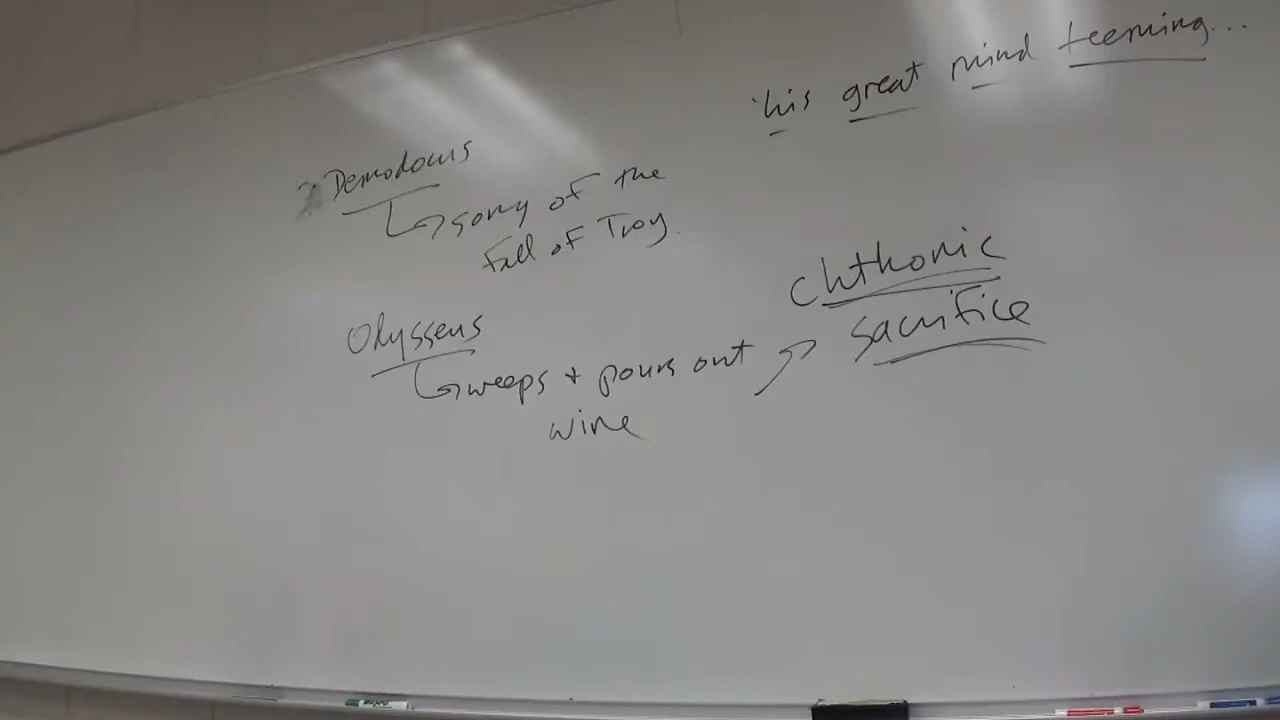 'his great mind teeming...
Demodocus
↳ song of the
fall of Troy.
Odysseus
↳ weeps + pours out →
wine
chthonic
sacrifice